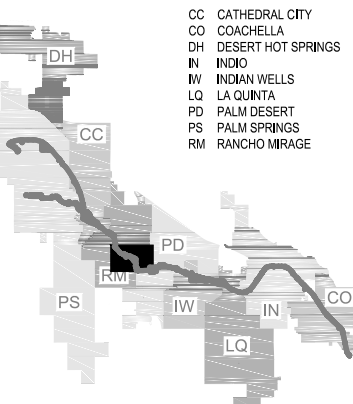 CC CATHEDRAL CITY
CO COACHELLA
DH DESERT HOT SPRINGS
IN INDIO
IW INDIAN WELLS
LQ LA QUINTA
PD PALM DESERT
PS PALM SPRINGS
RM RANCHO MIRAGE
DH
CC
PD
RM
PS
IW
IN
CO
LQ